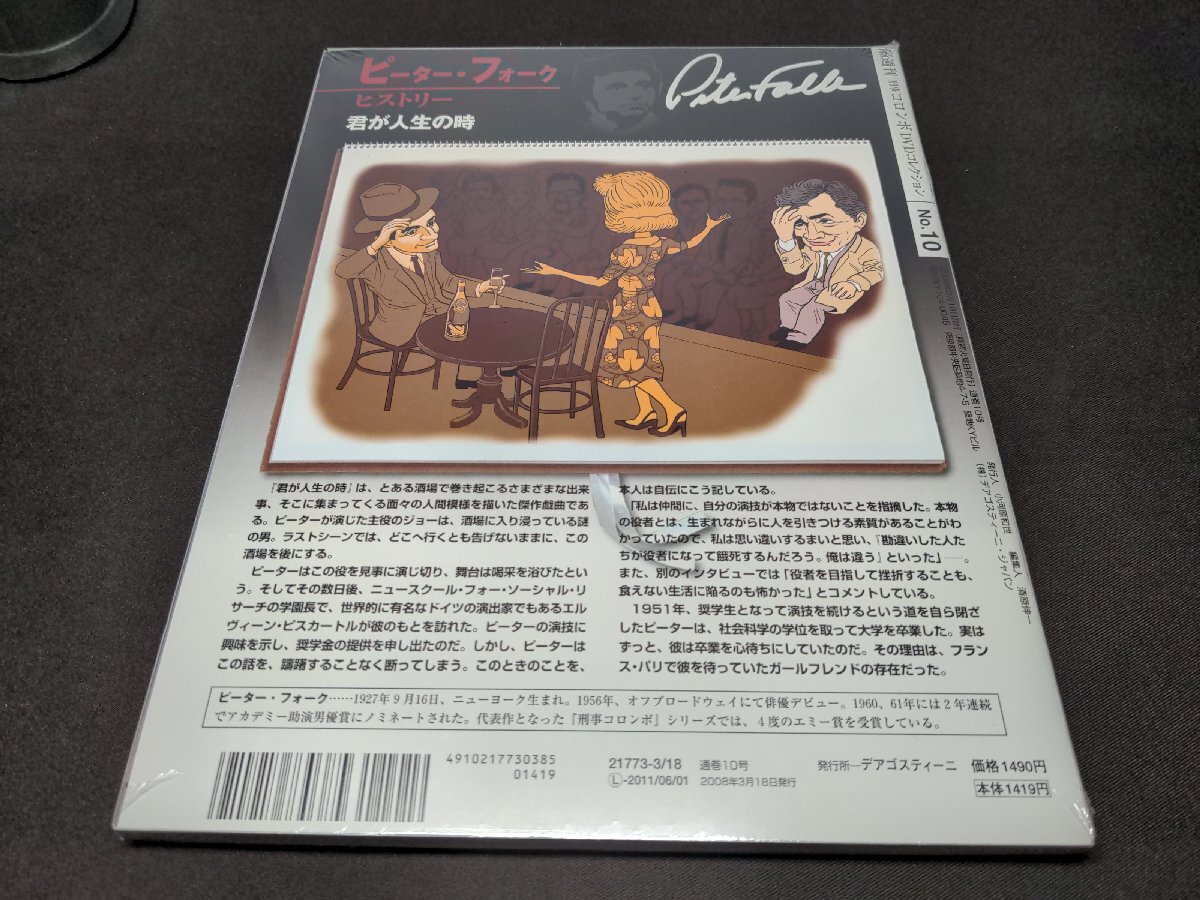 ピーター・フォーク
ヒストリー
君が人生の時
Peter Falk
隔週刊 刑事コロンボDVDコレクション No.10
『君が人生の時』は、とある酒場で巻き起こるさまざまな出来
事、そこに集まってくる面々の人間模様を描いた傑作戯曲であ
る。ピーターが演じた主役のジョーは、酒場に入り浸っている謎
の男。ラストシーンでは、どこへ行くとも告げないままに、この
酒場を後にする。
ピーターはこの役を見事に演じ切り、舞台は喝采を浴びたとい
う。そしてその数日後、ニュースクール・フォー・ソーシャル・リ
サーチの学園長で、世界的に有名なドイツの演出家でもあるエル
ヴィーン・ピスカートルが彼のもとを訪れた。ピーターの演技に
興味を示し、奨学金の提供を申し出たのだ。しかし、ピーターは
この話を、躊躇することなく断ってしまう。このときのことを、
本人は自伝にこう記している。
「私は仲間に、自分の演技が本物ではないことを指摘した。本物
の役者とは、生まれながらに人を引きつける素質があることがわ
かっていたので、私は思い違いするまいと思い、『勘違いした人た
ちが役者になって餓死するんだろう。俺は違う』といった」―。
また、別のインタビューでは「役者を目指して挫折することも、
食えない生活に陥るのも怖かった」とコメントしている。
1951年、奨学生となって演技を続けるという道を自ら閉ざ
したピーターは、社会科学の学位を取って大学を卒業した。実は
ずっと、彼は卒業を心待ちにしていたのだ。その理由は、フラン
ス・パリで彼を待っていたガールフレンドの存在だった。
ピーター・フォーク……1927年9月16日、ニューヨーク生まれ。1956年、オフブロードウェイにて俳優デビュー。1960、61年には2年連続
でアカデミー助演男優賞にノミネートされた。代表作となった『刑事コロンボ』シリーズでは、4度のエミー賞を受賞している。
4910217730385
01419
21773-3/18
Ⓛ-2011/06/01
通巻10号
2008年3月18日発行
発行所―デアゴスティーニ
価格1490円
本体1419円
(株)デアゴスティーニ・ジャパン